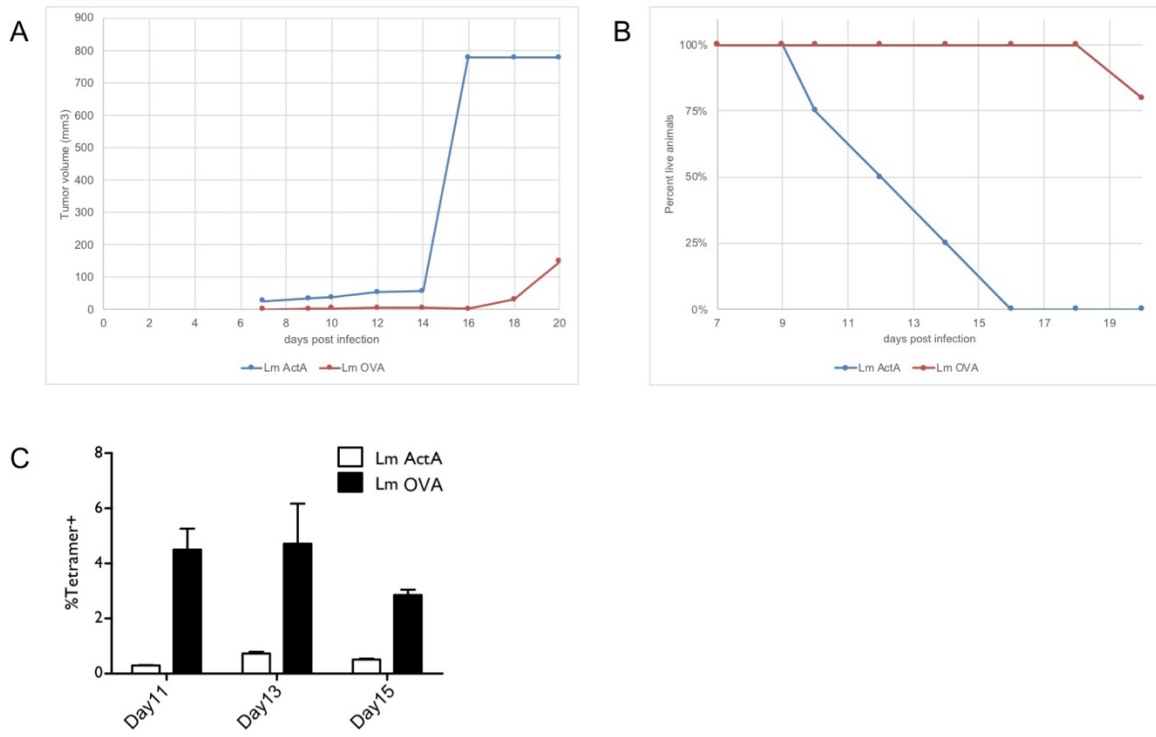 A
900
800
700
600
500
400
300
200
100
0
Tumor volume (mm3)
0 2 4 6 8 10 12 14 16 18 20
days post infection
Lm ActA Lm OVA
B
100%
75%
50%
25%
0%
Percent live animals
7 9 11 13 15 17 19
days post infection
Lm ActA Lm OVA
C
8
6
4
2
0
%Tetramer+
Lm ActA
Lm OVA
Day11 Day13 Day15